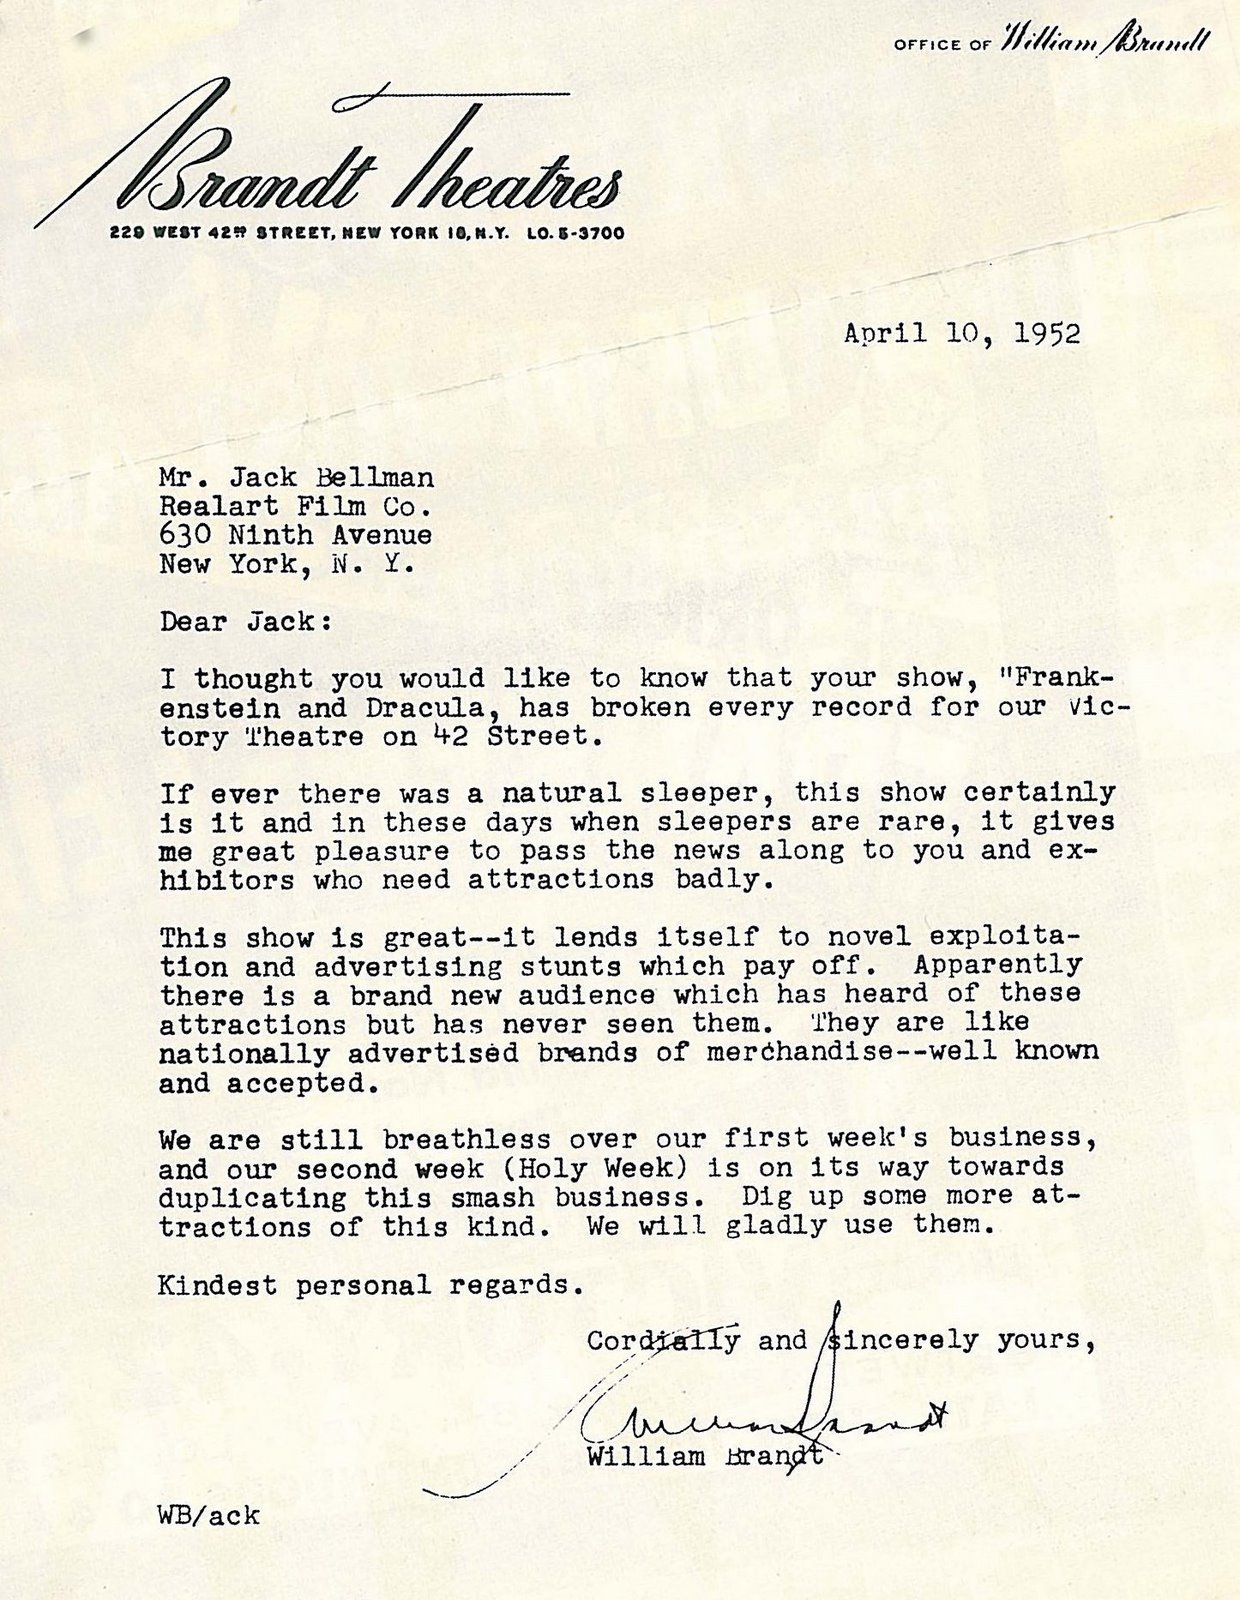 OFFICE OF William Brandt
Brandt Theatres
229 WEST 42ND STREET, NEW YORK 18, N.Y. LO. 5-3700
April 10, 1952
Mr. Jack Bellman
Realart Film Co.
630 Ninth Avenue
New York, N. Y.
Dear Jack:
I thought you would like to know that your show, "Frank-
enstein and Dracula, has broken every record for our Vic-
tory Theatre on 42 Street.
If ever there was a natural sleeper, this show certainly
is it and in these days when sleepers are rare, it gives
me great pleasure to pass the news along to you and ex-
hibitors who need attractions badly.
This show is great--it lends itself to novel exploita-
tion and advertising stunts which pay off. Apparently
there is a brand new audience which has heard of these
attractions but has never seen them. They are like
nationally advertised brands of merchandise--well known
and accepted.
We are still breathless over our first week's business,
and our second week (Holy Week) is on its way towards
duplicating this smash business. Dig up some more at-
tractions of this kind. We will gladly use them.
Kindest personal regards.
Cordially and sincerely yours,
William Brandt
William Brandt
WB/ack